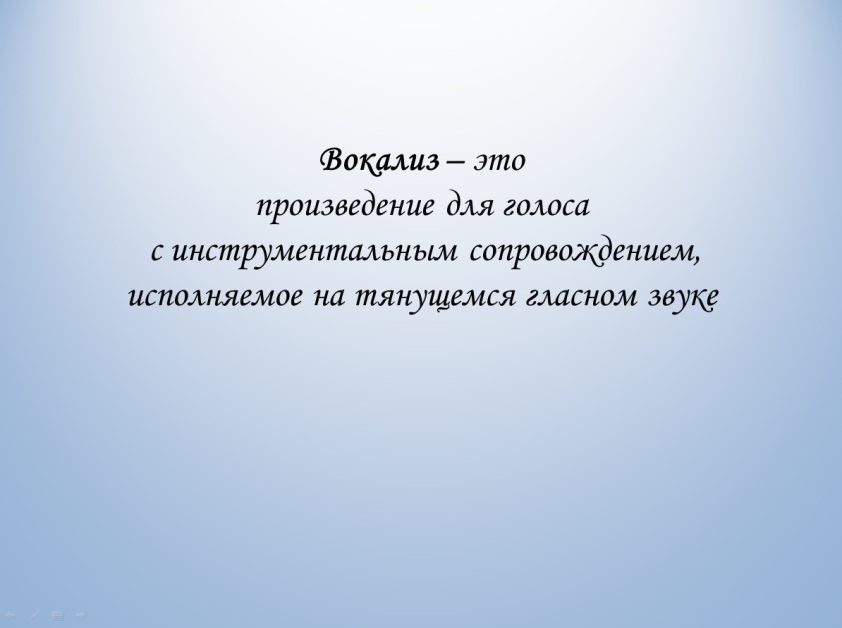 Вокализ – это
произведение для голоса
с инструментальным сопровождением,
исполняемое на тянущемся гласном звуке